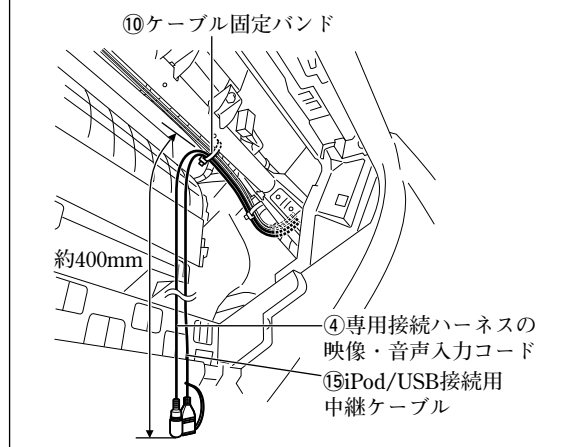 ⑩ケーブル固定バンド
約400mm
④専用接続ハーネスの
映像・音声入力コード
⑮iPod/USB接続用
中継ケーブル